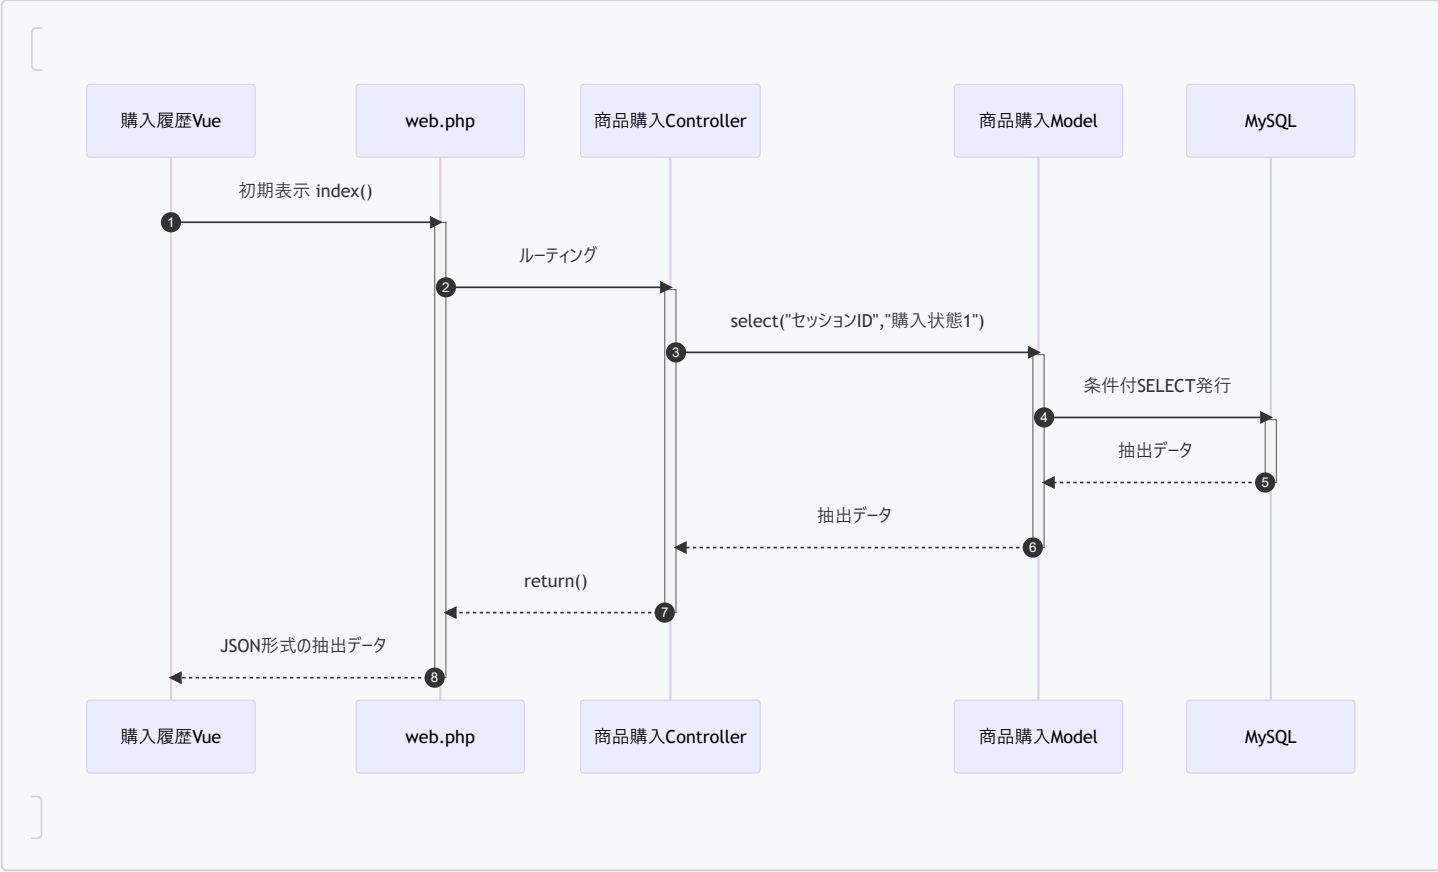 購入履歴Vue
web.php
商品購入Controller
商品購入Model
MySQL
初期表示 index()
1
ルーティング
2
select("セッションID","購入状態1")
3
条件付SELECT発行
4
抽出データ
5
抽出データ
6
return()
7
JSON形式の抽出データ
8
購入履歴Vue
web.php
商品購入Controller
商品購入Model
MySQL